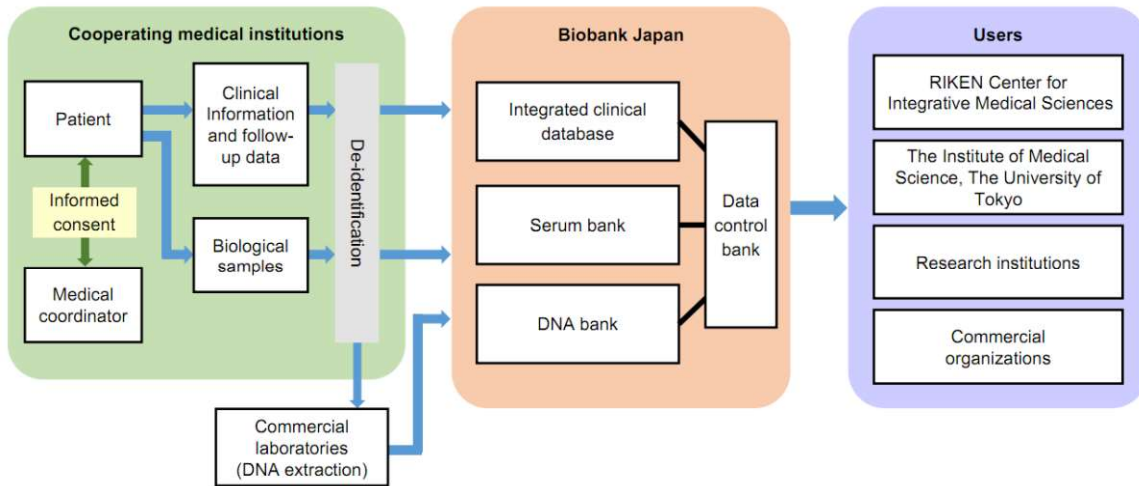 Cooperating medical institutions
Patient
Informed
consent
Medical
coordinator
Clinical
Information
and follow-
up data
Biological
samples
De-identification
Commercial
laboratories
(DNA extraction)
Biobank Japan
Integrated clinical
database
Serum bank
DNA bank
Data
control
bank
Users
RIKEN Center for
Integrative Medical Sciences
The Institute of Medical
Science, The University of
Tokyo
Research institutions
Commercial
organizations